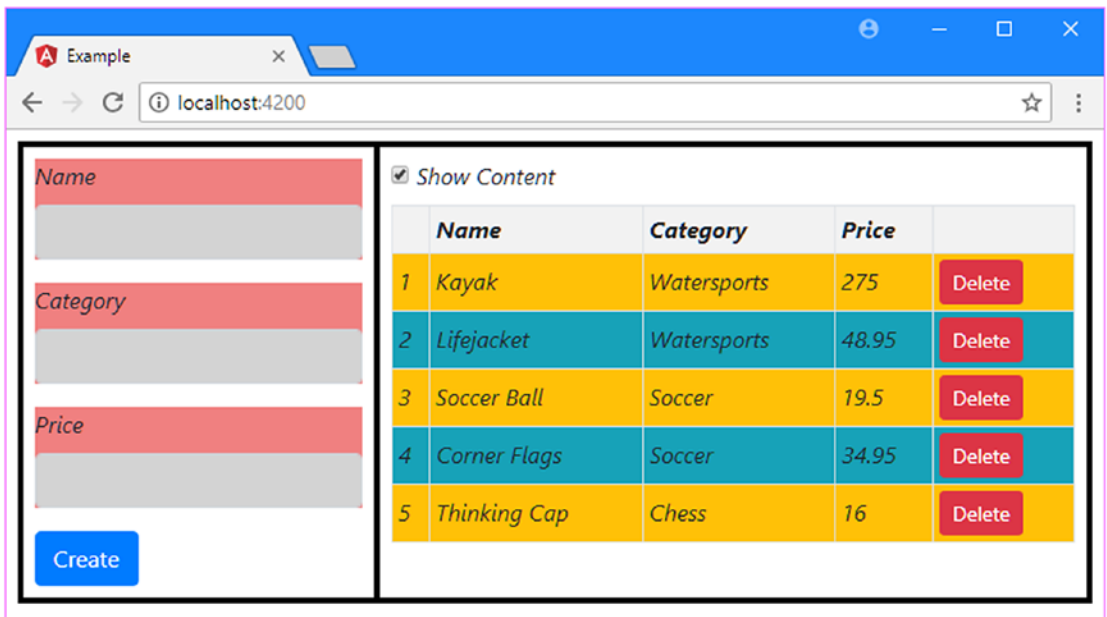 Example
localhost:4200
Name
Category
Price
Create
Show Content
Name Category Price
1 Kayak Watersports 275 Delete
2 Lifejacket Watersports 48.95 Delete
3 Soccer Ball Soccer 19.5 Delete
4 Corner Flags Soccer 34.95 Delete
5 Thinking Cap Chess 16 Delete